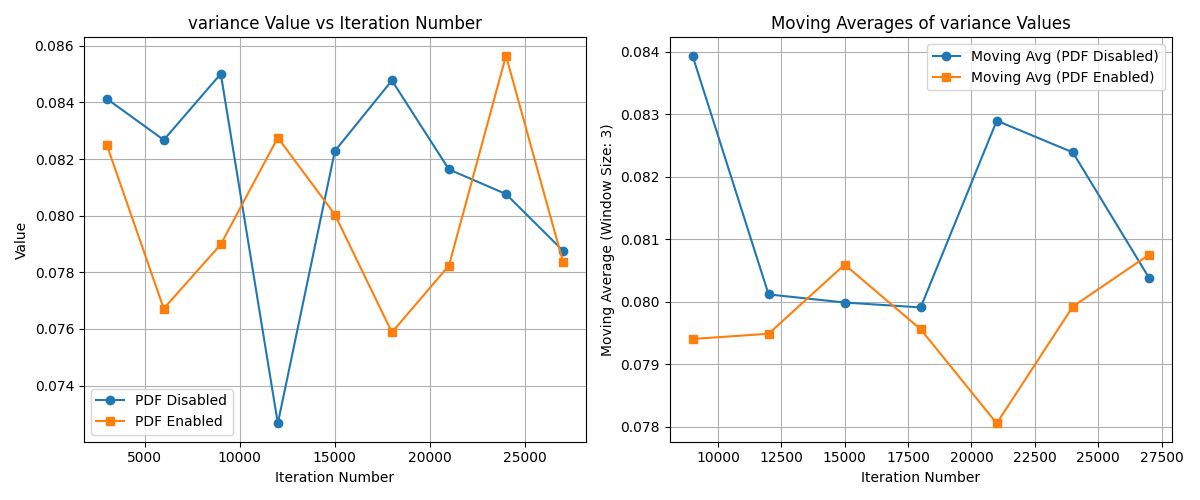 variance Value vs Iteration Number
Value
0.086
0.084
0.082
0.080
0.078
0.076
0.074
PDF Disabled
PDF Enabled
5000 10000 15000 20000 25000
Iteration Number
Moving Averages of variance Values
Moving Average (Window Size: 3)
0.084
0.083
0.082
0.081
0.080
0.079
0.078
Moving Avg (PDF Disabled)
Moving Avg (PDF Enabled)
10000 12500 15000 17500 20000 22500 25000 27500
Iteration Number